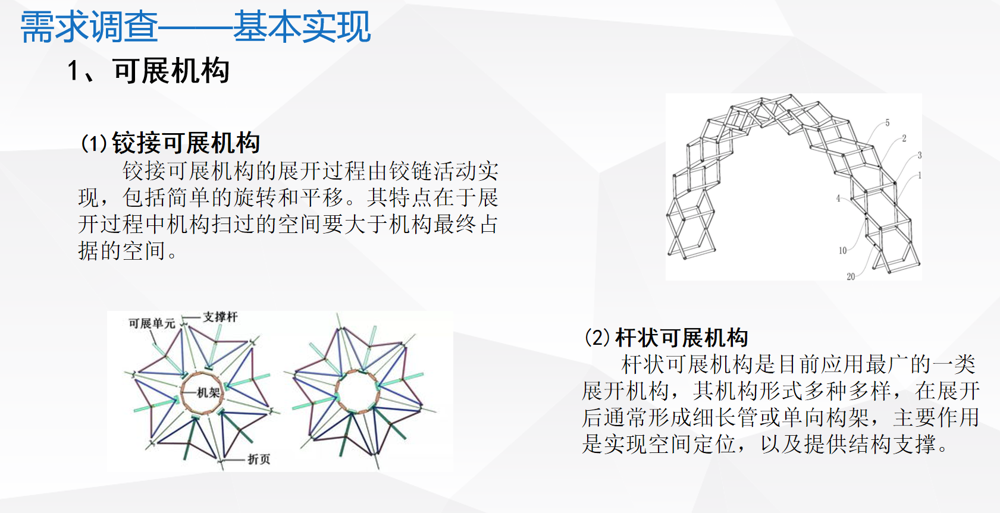 需求调查——基本实现
1、可展机构
(1)铰接可展机构
铰接可展机构的展开过程由铰链活动实
现，包括简单的旋转和平移。其特点在于展
开过程中机构扫过的空间要大于机构最终占
据的空间。
5
2
3
1
4
10
20
可展单元
支撑杆
机架
折页
(2)杆状可展机构
杆状可展机构是目前应用最广的一类
展开机构，其机构形式多种多样，在展开
后通常形成细长管或单向构架，主要作用
是实现空间定位，以及提供结构支撑。